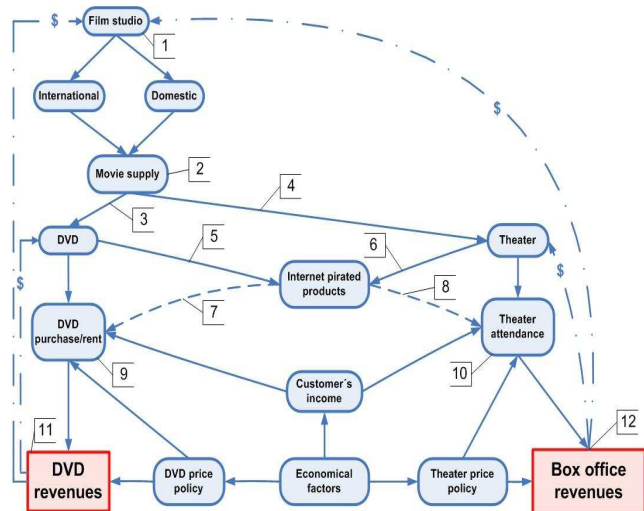 $
Film studio
1
International
Domestic
$
Movie supply
2
3
4
DVD
5
6
Theater
$
Internet pirated
products
$
7
8
DVD
purchase/rent
Theater
attendance
9
10
Customer´s
income
11
12
DVD
revenues
DVD price
policy
Economical
factors
Theater price
policy
Box office
revenues